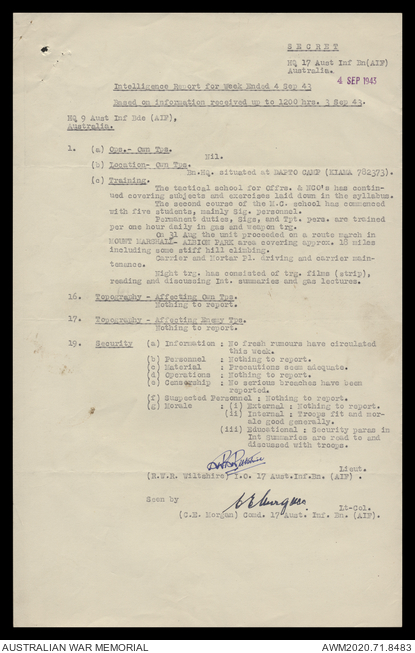 S E C R E T
HQ 17 Aust Inf Bn(AIF)
Australia.
4 SEP 1943
Intelligence Report for Week Ended 4 Sep 43
Based on information received up to 1200 hrs. 3 Sep 43.
HQ 9 Aust Inf Bde (AIF),
Australia.
1. (a) Ops.- Own Tps.
Nil.
(b) Location- Own Tps.
Bn.HQ. situated at DAPTO CAMP (KIAMA 782373).
(c) Training.
The tactical school for Offrs. & NCO's has contin-
ued covering subjects and exercises laid down in the syllabus.
The second course of the M.G. school has commenced
with five students, mainly Sig. personnel.
Permanent duties, Sigs, and Tpt. pers. are trained
per one hour daily in gas and weapon trg.
On 31 Aug the unit proceeded on a route march in
MOUNT MARSHALL- ALBION PARK area covering approx. 18 miles
including some stiff hill climbing.
Carrier and Mortar Pl. driving and carrier main-
tenance.
Night trg. has consisted of trg. films (strip),
reading and discussing Int. summaries and gas lectures.
16. Topography - Affecting Own Tps.
Nothing to report.
17. Topography - Affecting Enemy Tps.
Nothing to report.
19. Security (a) Information : No fresh rumours have circulated
this week.
(b) Personnel : Nothing to report.
(c) Material : Precautions seem adequate.
(d) Operations : Nothing to report.
(e) Censorship : No serious breaches have been
reported.
(f) Suspected Personnel : Nothing to report.
(g) Morale : (i) External : Nothing to report.
(ii) Internal : Troops fit and mor-
ale good generally.
(iii) Educational : Security paras in
Int Summaries are read to and
discussed with troops.
Lieut.
(R.W.R. Wiltshire) I.O. 17 Aust.Inf.Bn. (AIF) .
Seen by
Lt-Col.
(C.E. Morgan) Comd. 17 Aust. Inf. Bn. (AIF).
AUSTRALIAN WAR MEMORIAL
AWM2020.71.8483